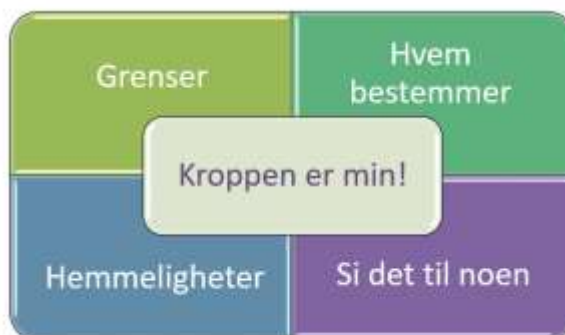 Grenser
Hvem
bestemmer
Kroppen er min!
Hemmeligheter
Si det til noen